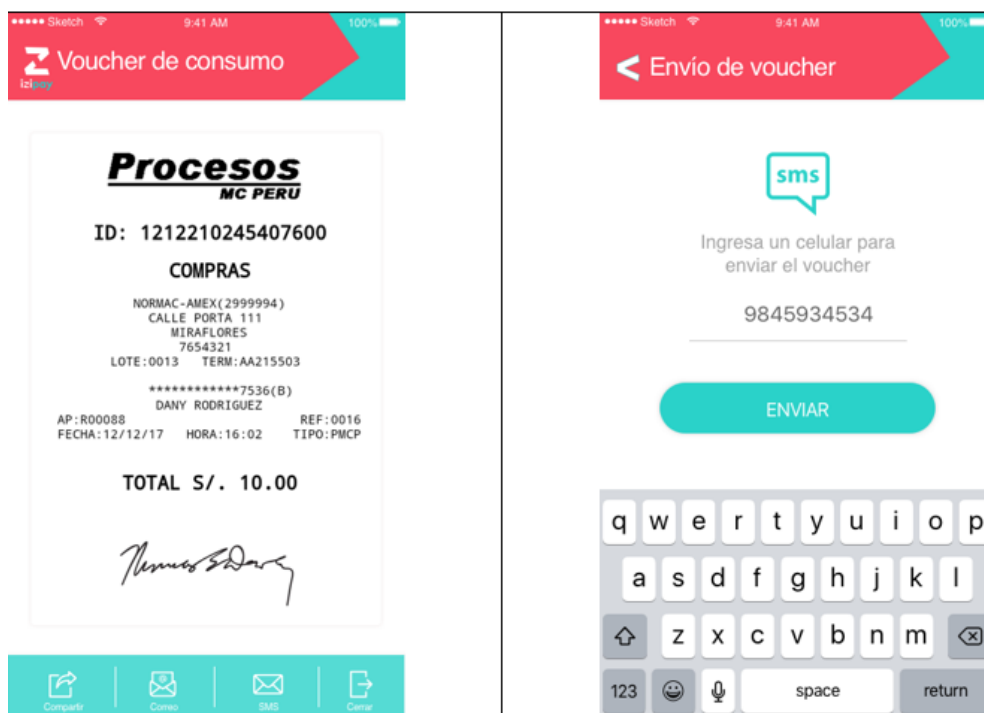 Sketch 9:41 AM 100%
Voucher de consumo
izipay
Procesos
MC PERU
ID: 1212210245407600
COMPRAS
NORMAC-AMEX(2999994)
CALLE PORTA 111
MIRAFLORES
7654321
LOTE:0013 TERM:AA215503
************7536(B)
DANY RODRIGUEZ
AP:R00088 REF:0016
FECHA:12/12/17 HORA:16:02 TIPO:PMCP
TOTAL S/. 10.00
Compartir Correo SMS Cerrar
Sketch 9:41 AM 100%
< Envío de voucher
sms
Ingresa un celular para
enviar el voucher
9845934534
ENVIAR
q w e r t y u i o p
a s d f g h j k l
z x c v b n m
123 space return